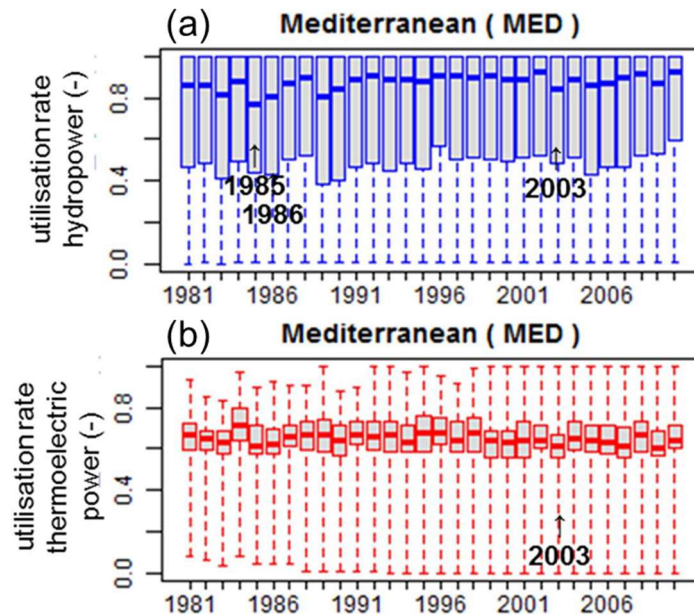 (a)
Mediterranean ( MED )
utilisation rate
hydropower (-)
0.8
0.4
0.0
↑
1985
1986
↑
2003
1981 1986 1991 1996 2001 2006
(b)
Mediterranean ( MED )
utilisation rate
thermoelectric
power (-)
0.8
0.4
0.0
↑
2003
1981 1986 1991 1996 2001 2006